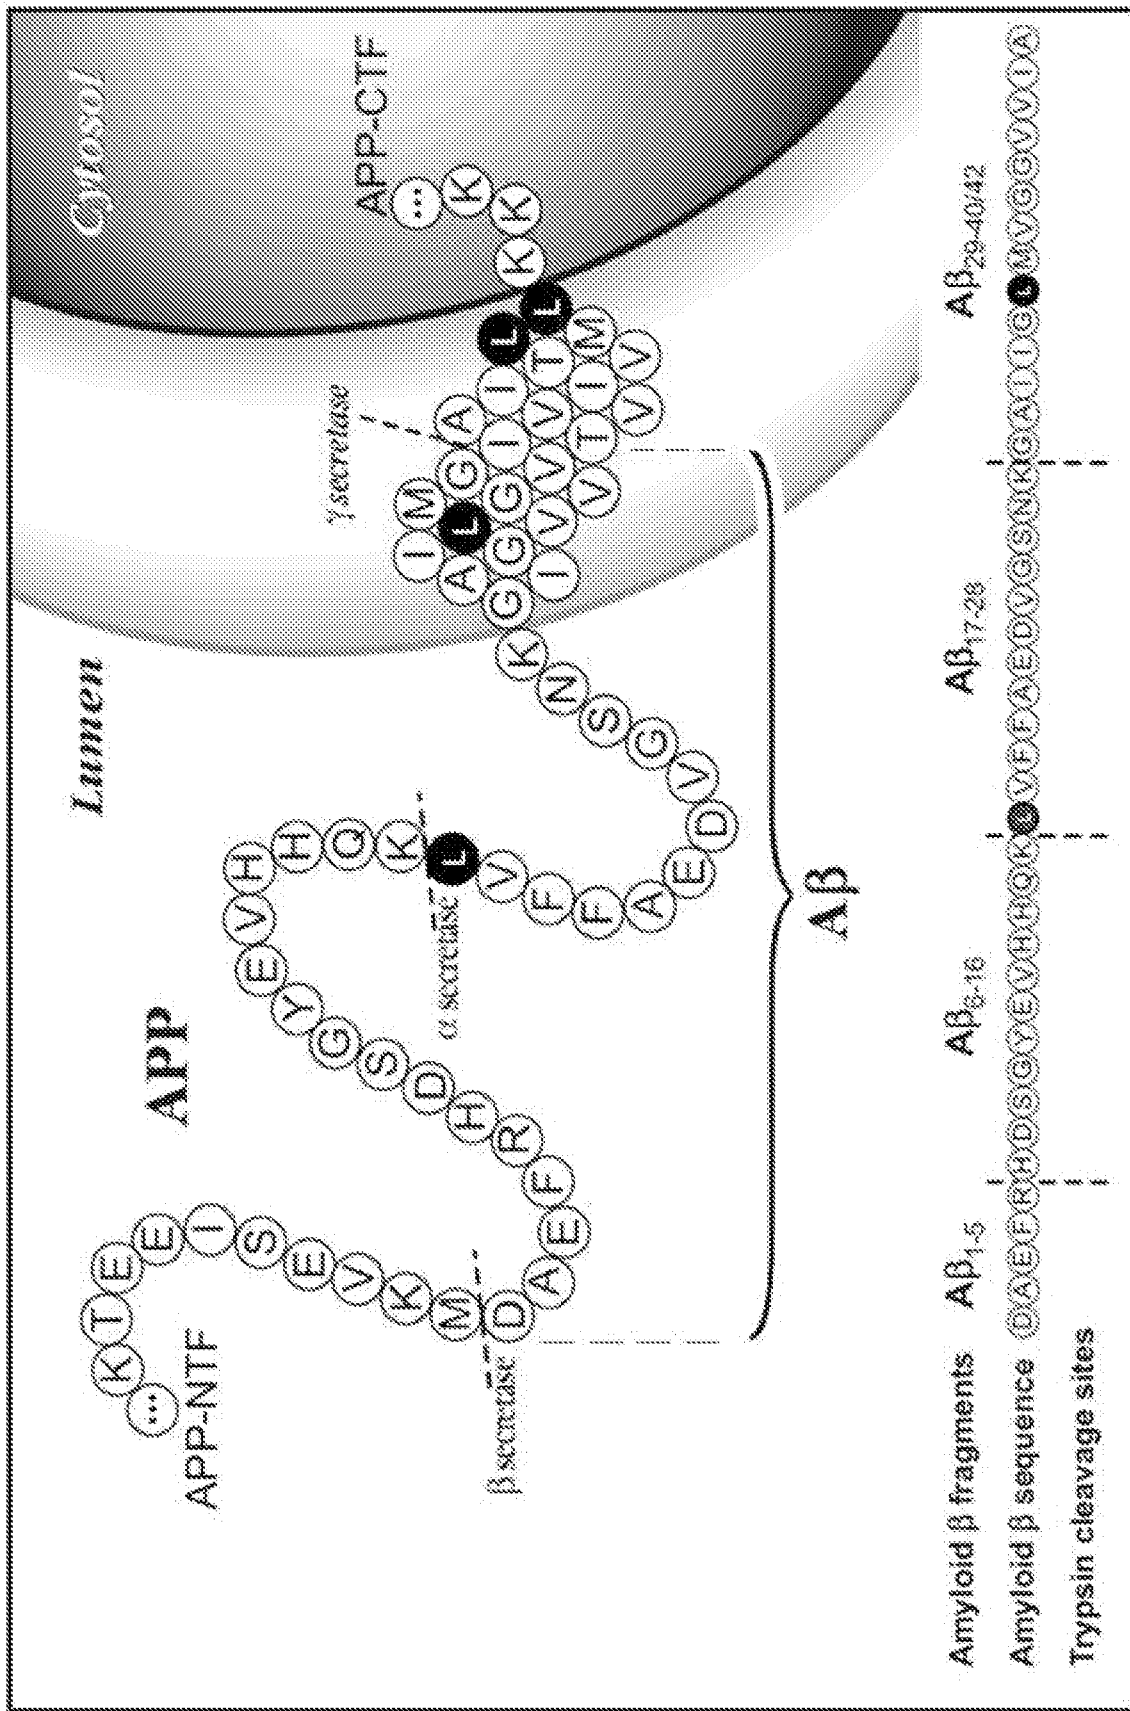 Lumen
Cytosol
APP
APP-NTF
... K T E E I S E V K M
D A E F R H D S G Y E V H H Q K
L V F F A E D V G S N K
I M
A L G A
G G G I I L
I V V V T L
V T I M
V V
K K K ...
APP-CTF
γ secretase
α secretase
β secretase
Aβ
Amyloid β fragments Aβ1-5 Aβ6-16 Aβ17-28 Aβ29-40/42
Amyloid β sequence DAEFRHDSGYEVHHQKLVFFAEDVGSNKGAIIGLMVGGVVIA
Trypsin cleavage sites